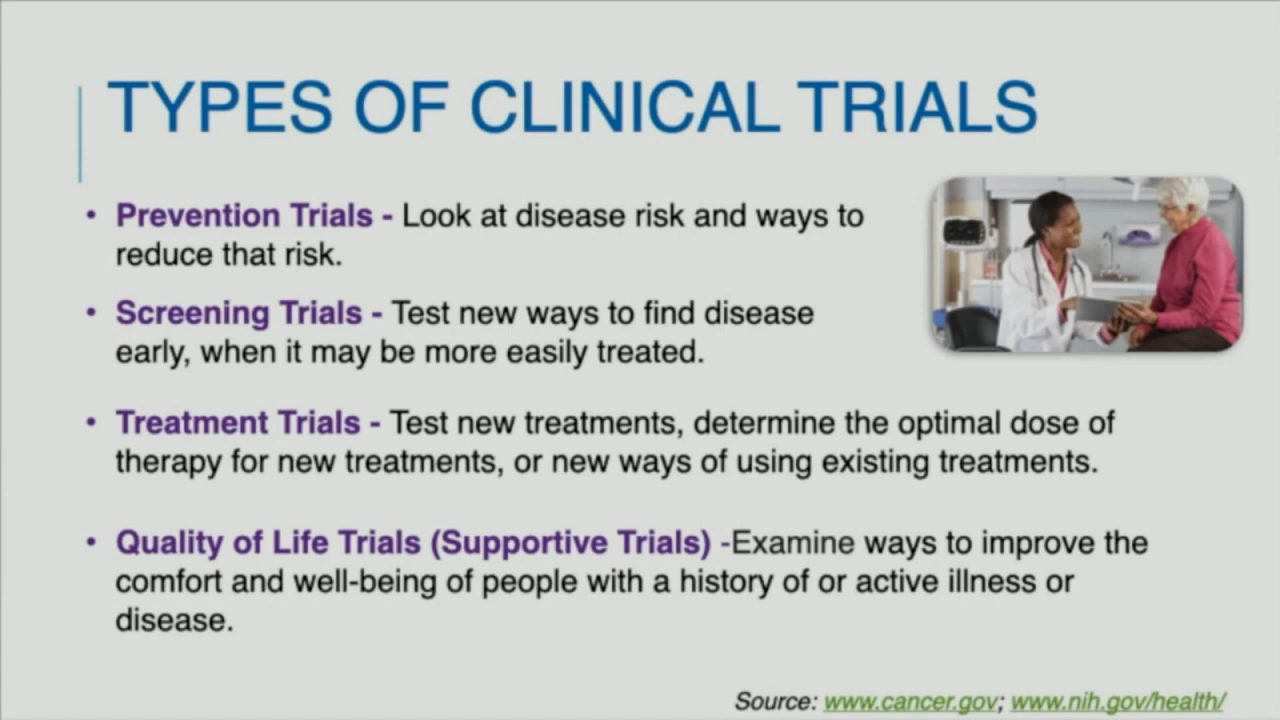 TYPES OF CLINICAL TRIALS
• Prevention Trials - Look at disease risk and ways to
reduce that risk.
• Screening Trials - Test new ways to find disease
early, when it may be more easily treated.
• Treatment Trials - Test new treatments, determine the optimal dose of
therapy for new treatments, or new ways of using existing treatments.
• Quality of Life Trials (Supportive Trials) -Examine ways to improve the
comfort and well-being of people with a history of or active illness or
disease.
Source: www.cancer.gov; www.nih.gov/health/